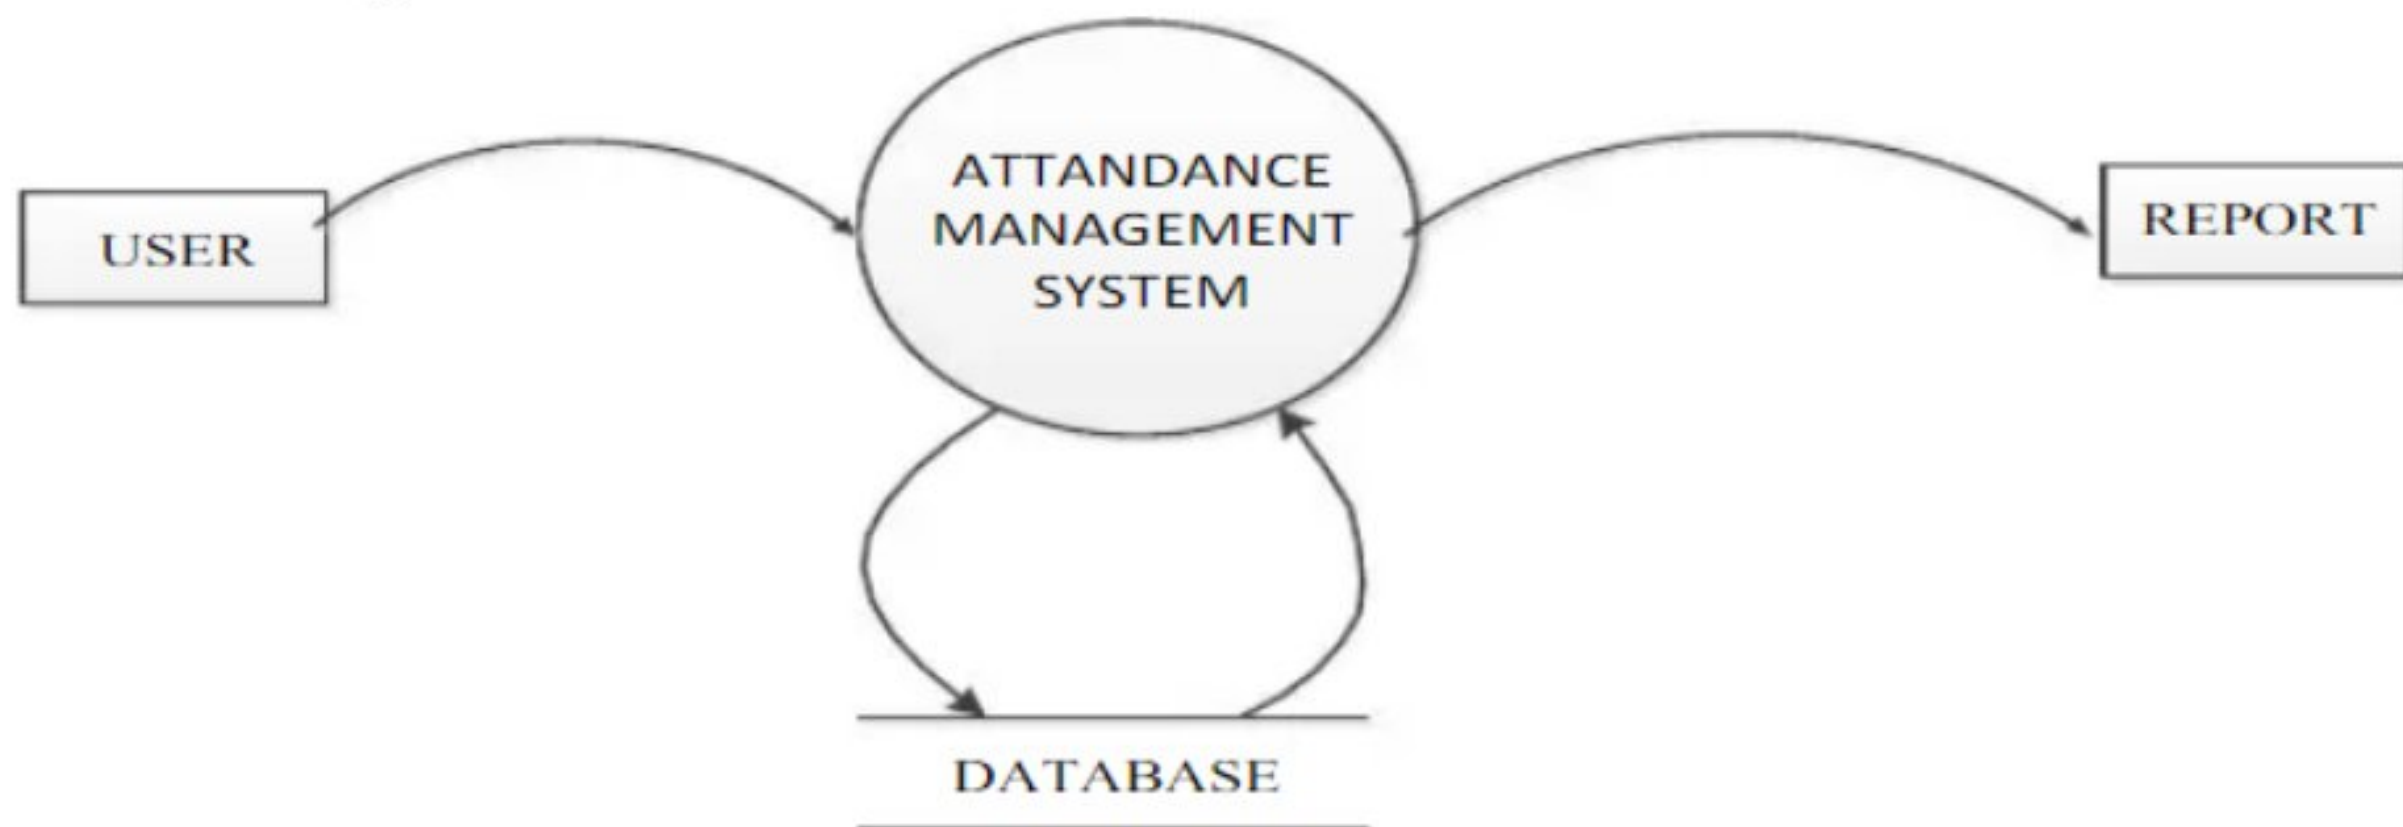 USER
ATTANDANCE
MANAGEMENT
SYSTEM
REPORT
DATABASE